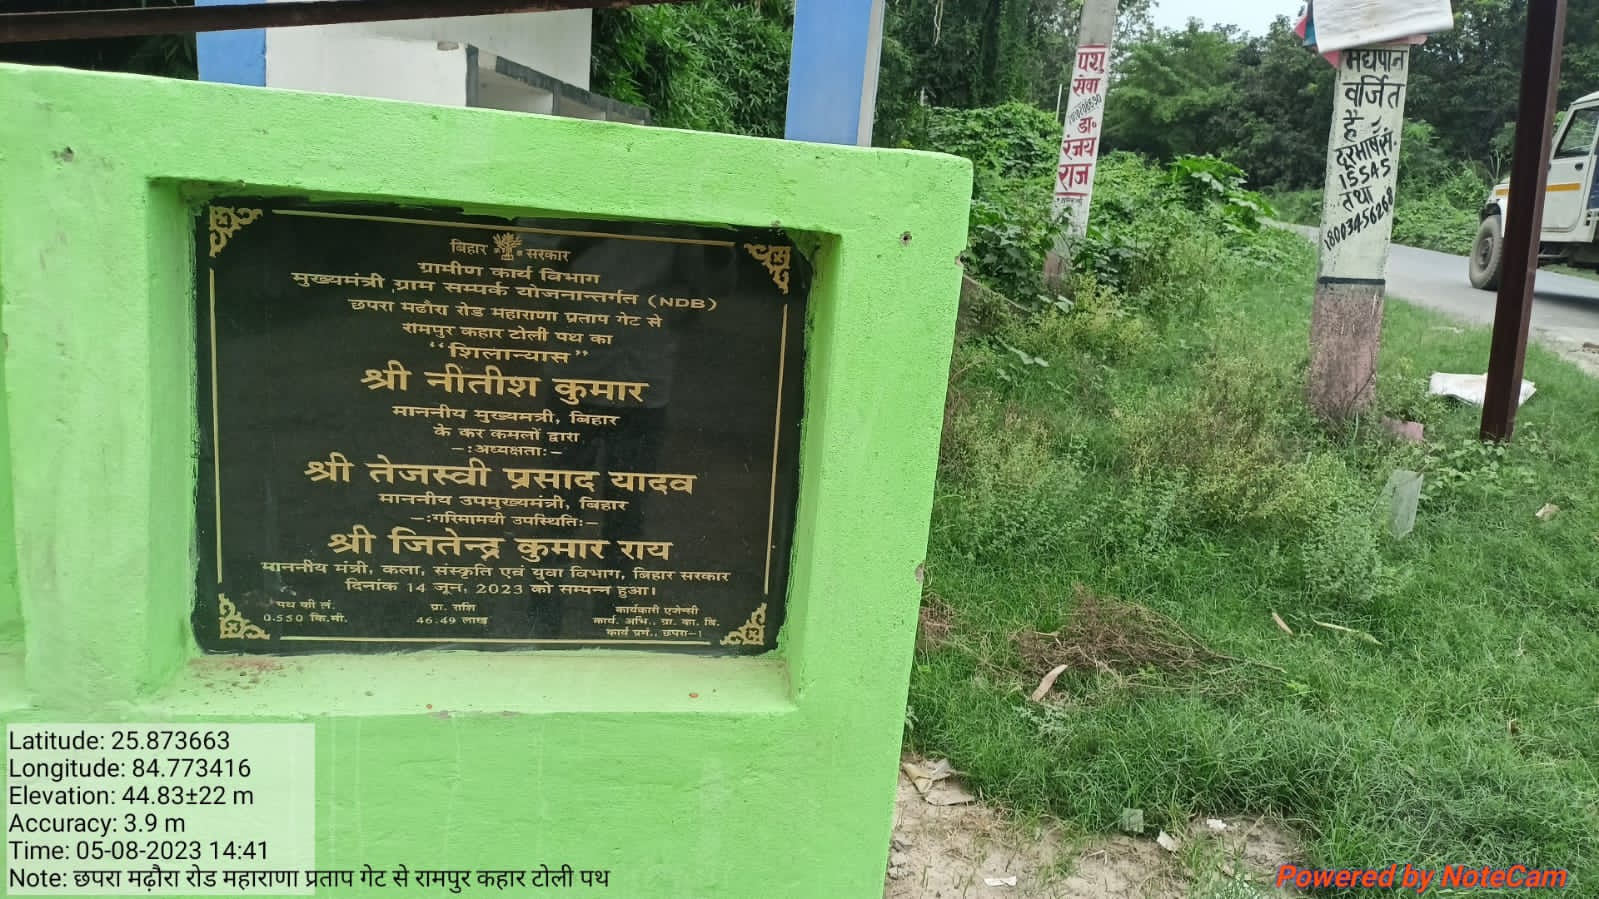 बिहार सरकार
ग्रामीण कार्य विभाग
मुख्यमंत्री ग्राम सम्पर्क योजनान्तर्गत (NDB)
छपरा मढौरा रोड महाराणा प्रताप गेट से
रामपुर कहार टोली पथ का
“शिलान्यास”
श्री नीतीश कुमार
माननीय मुख्यमंत्री, बिहार
के कर कमलों द्वारा
-:अध्यक्षता:-
श्री तेजस्वी प्रसाद यादव
माननीय उपमुख्यमंत्री, बिहार
-:गरिमामयी उपस्थिति:-
श्री जितेन्द्र कुमार राय
माननीय मंत्री, कला, संस्कृति एवं युवा विभाग, बिहार सरकार
दिनांक 14 जून, 2023 को सम्पन्न हुआ।
पथ की लं. प्रा. राशि कार्यकारी एजेन्सी
0.550 कि.मी. 46.49 लाख कार्य. अभि., ग्रा. का. वि.
कार्य प्रमं., छपरा-1
पशु
सेवा
डा॰
रंजय
राज
मद्यपान
वर्जित
है
दूरभाष सं.
15545
तथा
18003456268
Latitude: 25.873663
Longitude: 84.773416
Elevation: 44.83±22 m
Accuracy: 3.9 m
Time: 05-08-2023 14:41
Note: छपरा मढ़ौरा रोड महाराणा प्रताप गेट से रामपुर कहार टोली पथ
Powered by NoteCam